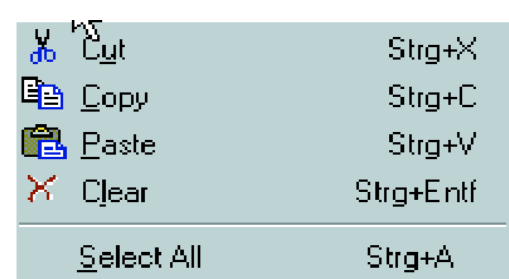 Cut Strg+X
Copy Strg+C
Paste Strg+V
Clear Strg+Entf
Select All Strg+A